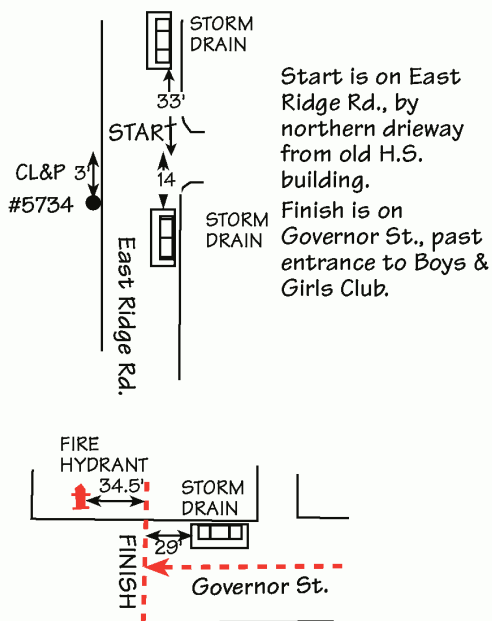 STORM
DRAIN
33'
START
CL&P 3'
14
#5734
STORM
DRAIN
East Ridge Rd.
Start is on East
Ridge Rd., by
northern drieway
from old H.S.
building.
Finish is on
Governor St., past
entrance to Boys &
Girls Club.
FIRE
HYDRANT
34.5'
STORM
DRAIN
29'
FINISH
Governor St.